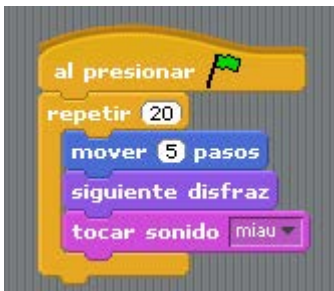 al presionar
repetir 20
mover 5 pasos
siguiente disfraz
tocar sonido miau